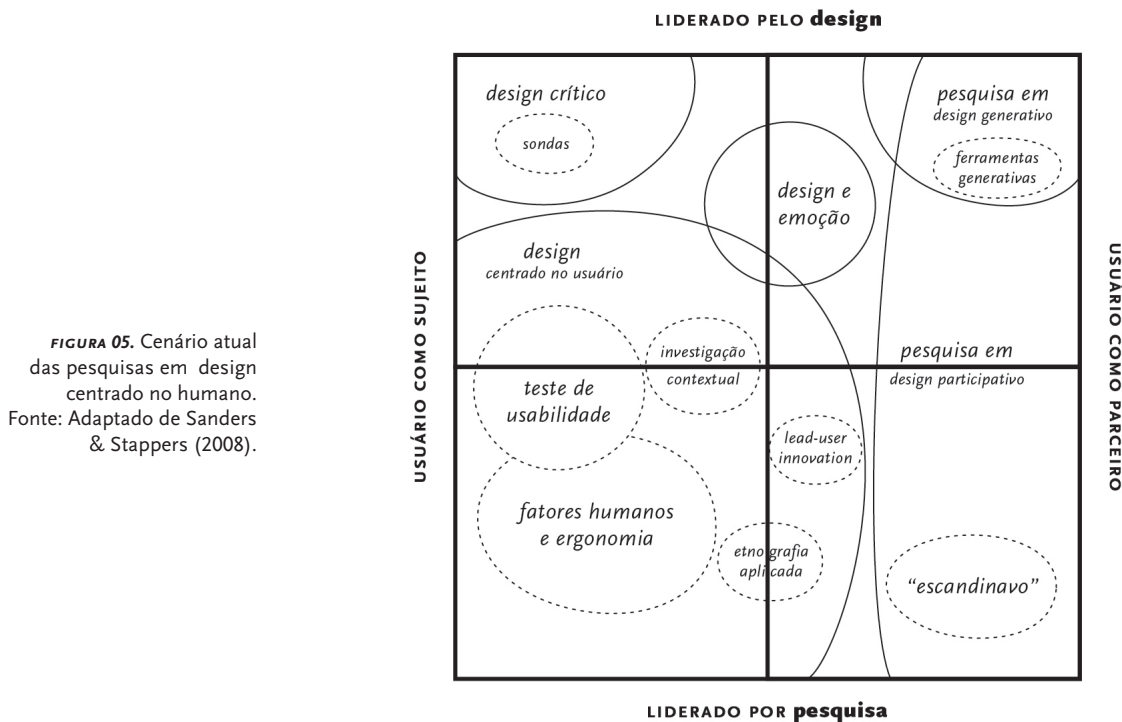 LIDERADO PELO design
design crítico
sondas
pesquisa em
design generativo
ferramentas
generativas
design e
emoção
design
centrado no usuário
USUÁRIO COMO SUJEITO
USUÁRIO COMO PARCEIRO
FIGURA 05. Cenário atual
das pesquisas em design
centrado no humano.
Fonte: Adaptado de Sanders
& Stappers (2008).
investigação
contextual
pesquisa em
design participativo
teste de
usabilidade
lead-user
innovation
fatores humanos
e ergonomia
etnografia
aplicada
“escandinavo”
LIDERADO POR pesquisa